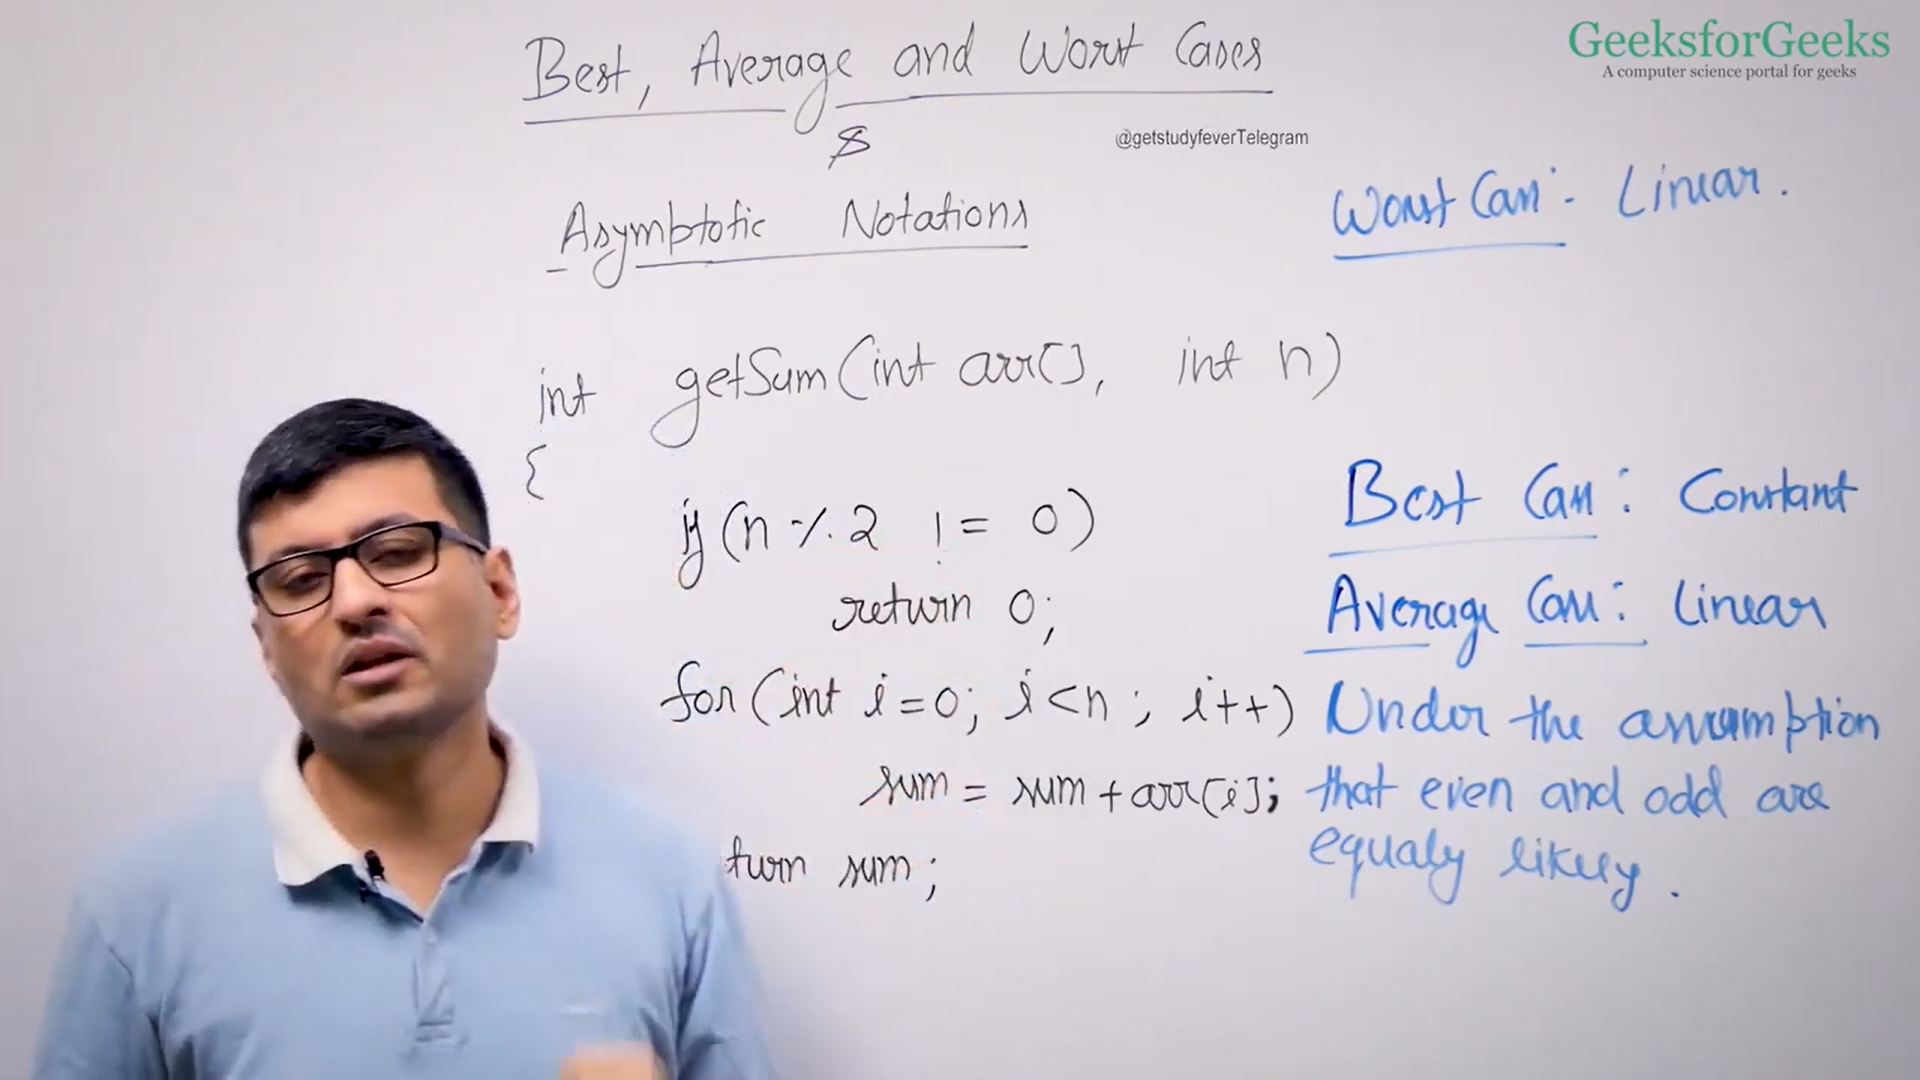 Best, Average and Worst Cases
GeeksforGeeks
A computer science portal for geeks
@getstudyfeverTelegram
&
Asymptotic Notations
Worst Case :- Linear.
int getSum(int arr[], int n)
{
if(n % 2 != 0)
return 0;
for(int i=0; i<n; i++)
sum = sum + arr[i];
turn sum;
Best Case : Constant
Average Case : Linear
Under the assumption
that even and odd are
equaly likely.